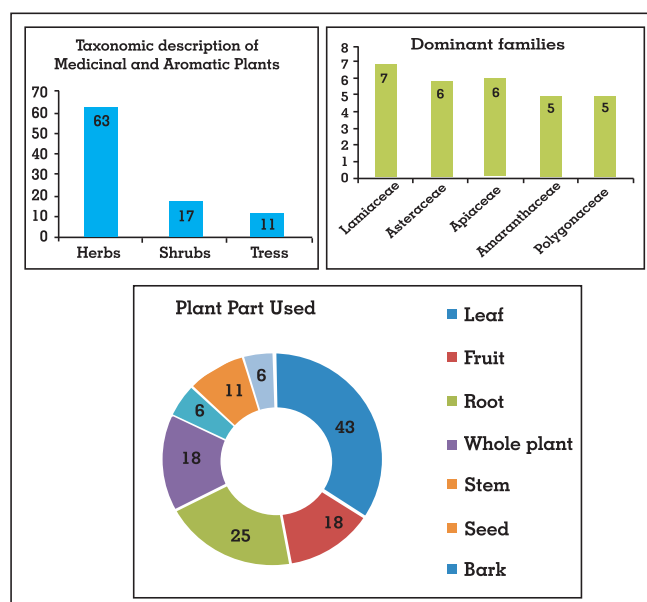 Taxonomic description of
Medicinal and Aromatic Plants
70
60
50
40
30
20
10
0
63
17
11
Herbs Shrubs Tress
Dominant families
8
7
6
5
4
3
2
1
0
7
6
6
5
5
Lamiaceae
Asteraceae
Apiaceae
Amaranthaceae
Polygonaceae
Plant Part Used
43
18
25
18
6
11
6
Leaf
Fruit
Root
Whole plant
Stem
Seed
Bark